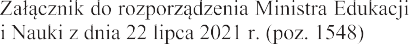 Załącznik do rozporządzenia Ministra Edukacji
i Nauki z dnia 22 lipca 2021 r. (poz. 1548)